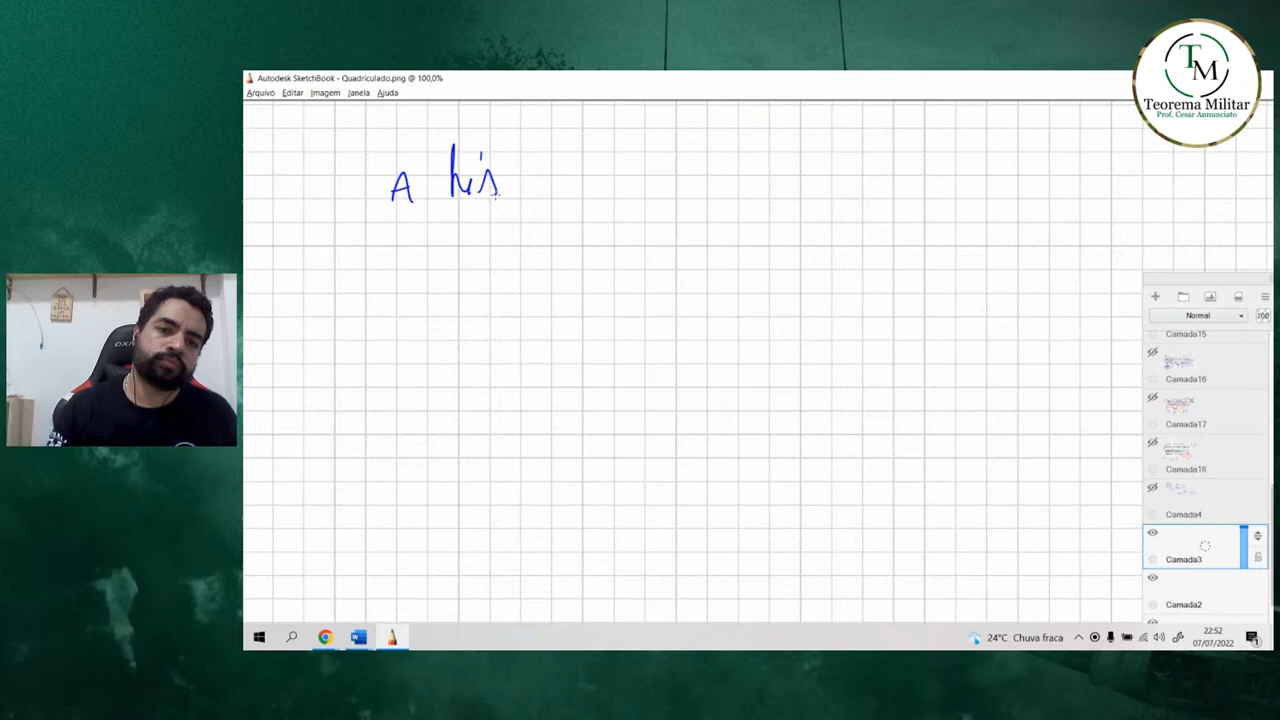 TM
Teorema Militar
Prof. Cesar Annunciato
Autodesk SketchBook - Quadriculado.png @ 100,0%
Arquivo Editar Imagem Janela Ajuda
A his
Normal
100
Camada15
Camada16
Camada17
Camada18
Camada4
Camada3
Camada2
24°C Chuva fraca
22:52
07/07/2022